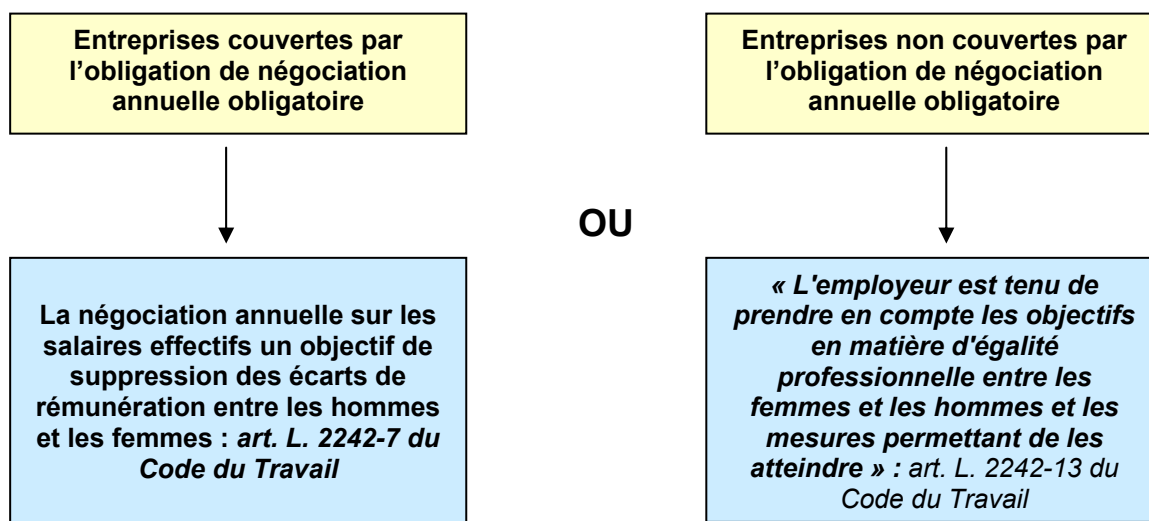 Entreprises couvertes par
l’obligation de négociation
annuelle obligatoire
Entreprises non couvertes par
l’obligation de négociation
annuelle obligatoire
OU
La négociation annuelle sur les
salaires effectifs un objectif de
suppression des écarts de
rémunération entre les hommes
et les femmes : art. L. 2242-7 du
Code du Travail
« L'employeur est tenu de
prendre en compte les objectifs
en matière d'égalité
professionnelle entre les
femmes et les hommes et les
mesures permettant de les
atteindre » : art. L. 2242-13 du
Code du Travail